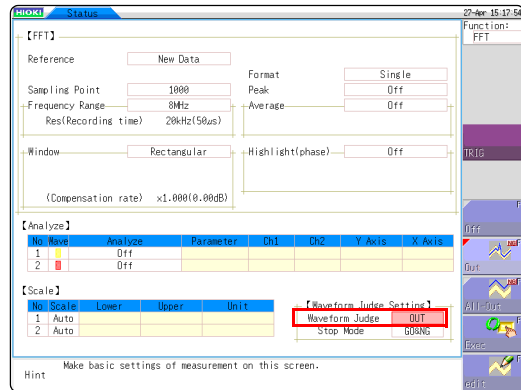 HIOKI Status 27-Apr 15:17:54
Function:
FFT
【FFT】
Reference New Data
Format Single
Sampling Point 1000 Peak Off
Frequency Range 8MHz Average Off
Res(Recording time) 20kHz(50µs)
Window Rectangular Highlight(phase) Off
TRIG
(Compensation rate) ×1.000(0.00dB)
【Analyze】
No Wave Analyze Parameter Ch1 Ch2 Y Axis X Axis
1 Off
2 Off
Off
Out
【Scale】
No Scale Lower Upper Unit
1 Auto
2 Auto
【Waveform Judge Setting】
Waveform Judge OUT
Stop Mode GO&NG
All-Out
Exec
edit
Make basic settings of measurement on this screen.
Hint